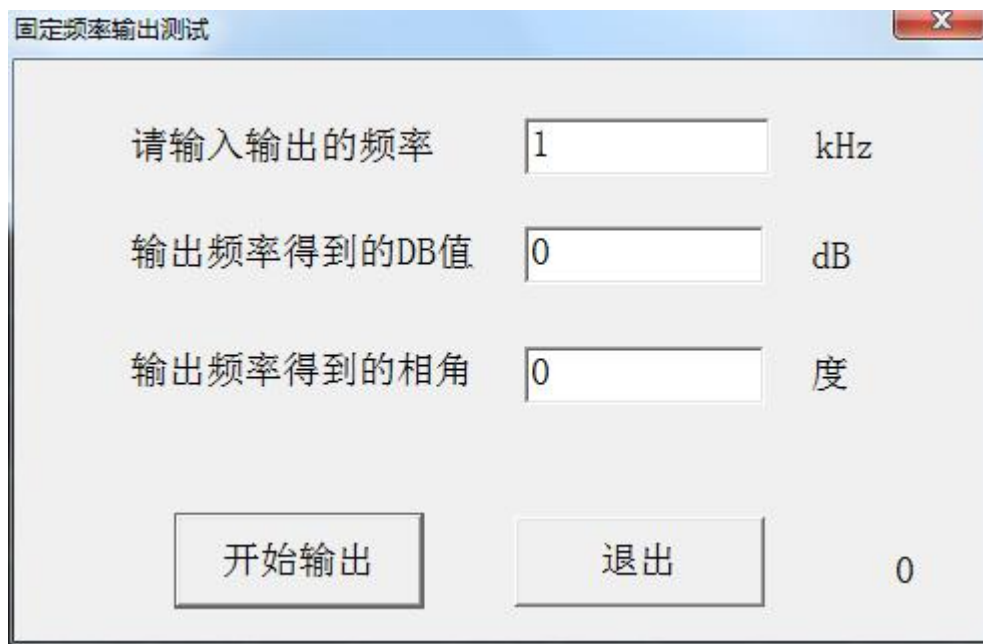 固定频率输出测试
请输入输出的频率 1 kHz
输出频率得到的DB值 0 dB
输出频率得到的相角 0 度
开始输出 退出 0